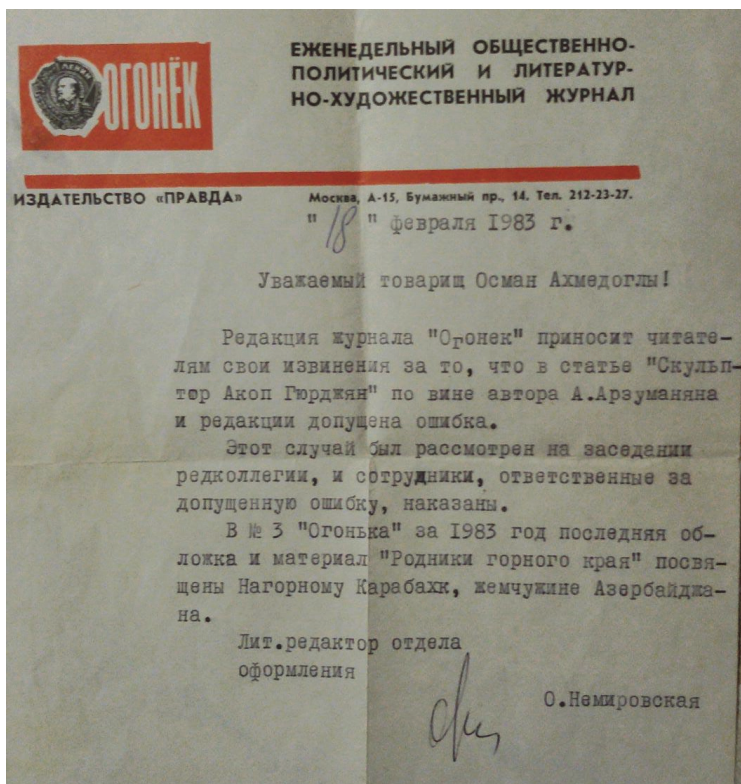 ЛЕНИН
ОГОНЁК
ЕЖЕНЕДЕЛЬНЫЙ ОБЩЕСТВЕННО-
ПОЛИТИЧЕСКИЙ И ЛИТЕРАТУР-
НО-ХУДОЖЕСТВЕННЫЙ ЖУРНАЛ
ИЗДАТЕЛЬСТВО «ПРАВДА»
Москва, А-15, Бумажный пр., 14. Тел. 212-23-27.
" 18 " февраля I983 г.
Уважаемый товарищ Осман Ахмедоглы!
Редакция журнала "Огонек" приносит читате-
лям свои извинения за то, что в статье "Скульп-
тор Акоп Гюрджян" по вине автора А.Арзуманяна
и редакции допущена ошибка.
Этот случай был рассмотрен на заседании
редколлегии, и сотрудники, ответственные за
допущенную ошибку, наказаны.
В № 3 "Огонька" за I983 год последняя об-
ложка и материал "Родники горного края" посвя-
щены Нагорному Карабаху, жемчужине Азербайджа-
на.
Лит.редактор отдела
оформления
О.Немировская